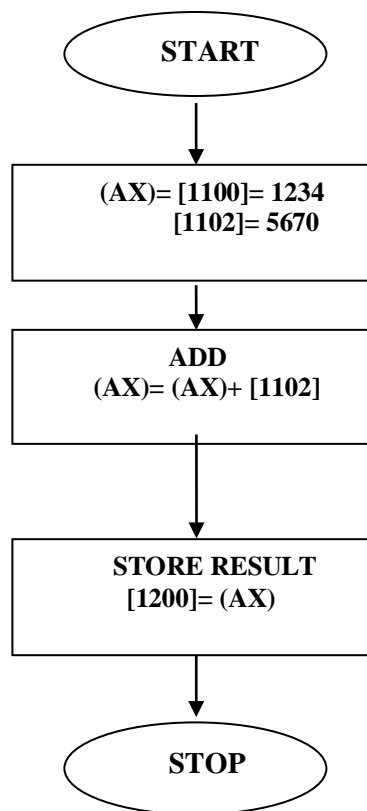 START
(AX)= [1100]= 1234
[1102]= 5670
ADD
(AX)= (AX)+ [1102]
STORE RESULT
[1200]= (AX)
STOP